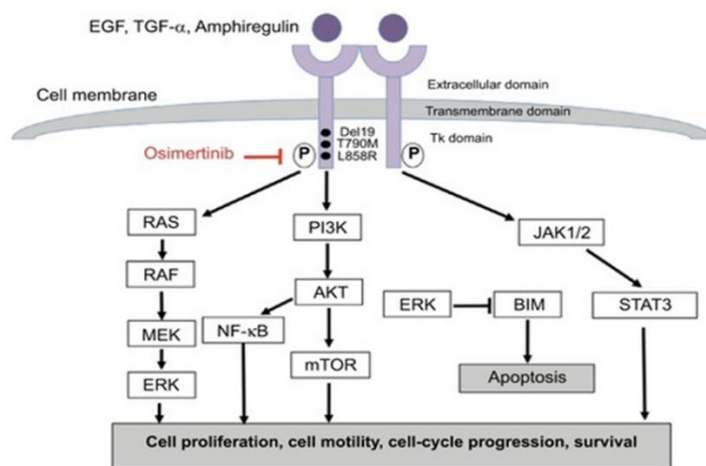 EGF, TGF-α, Amphiregulin
Extracellular domain
Cell membrane
Transmembrane domain
Del19
T790M
L858R
Tk domain
Osimertinib
P
P
RAS
PI3K
JAK1/2
RAF
AKT
ERK
BIM
STAT3
MEK
NF-κB
mTOR
Apoptosis
ERK
Cell proliferation, cell motility, cell-cycle progression, survival